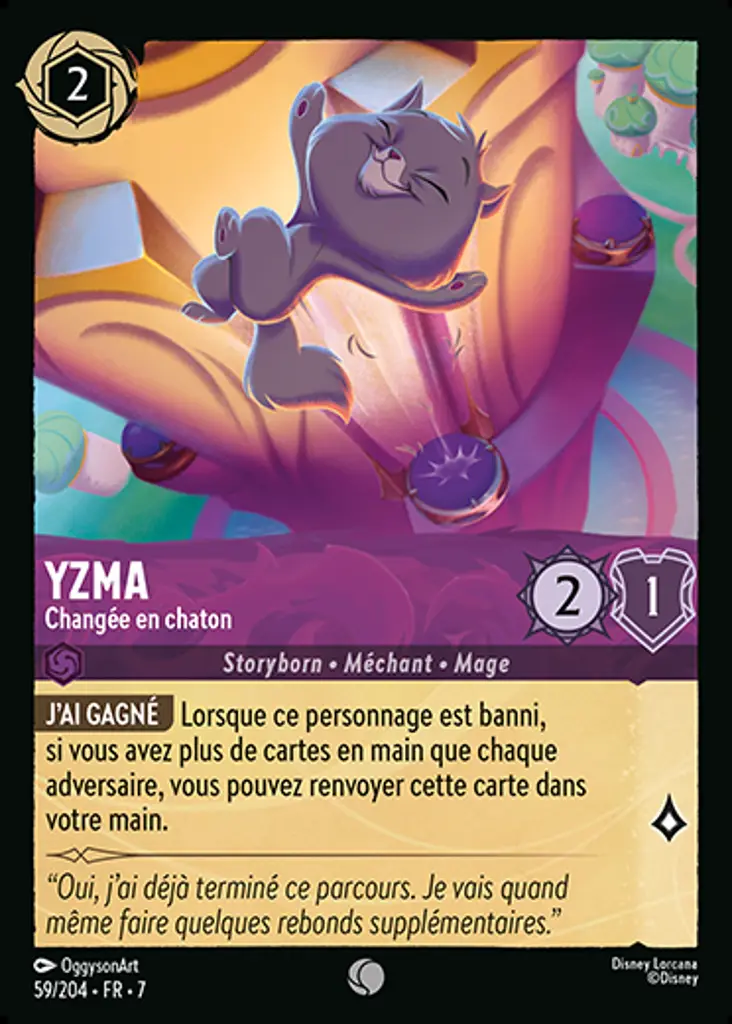 2
YZMA
Changée en chaton
2
1
Storyborn • Méchant • Mage
J'AI GAGNÉ Lorsque ce personnage est banni,
si vous avez plus de cartes en main que chaque
adversaire, vous pouvez renvoyer cette carte dans
votre main.
“Oui, j'ai déjà terminé ce parcours. Je vais quand
même faire quelques rebonds supplémentaires.”
OggysonArt
59/204 • FR • 7
Disney Lorcana
©Disney